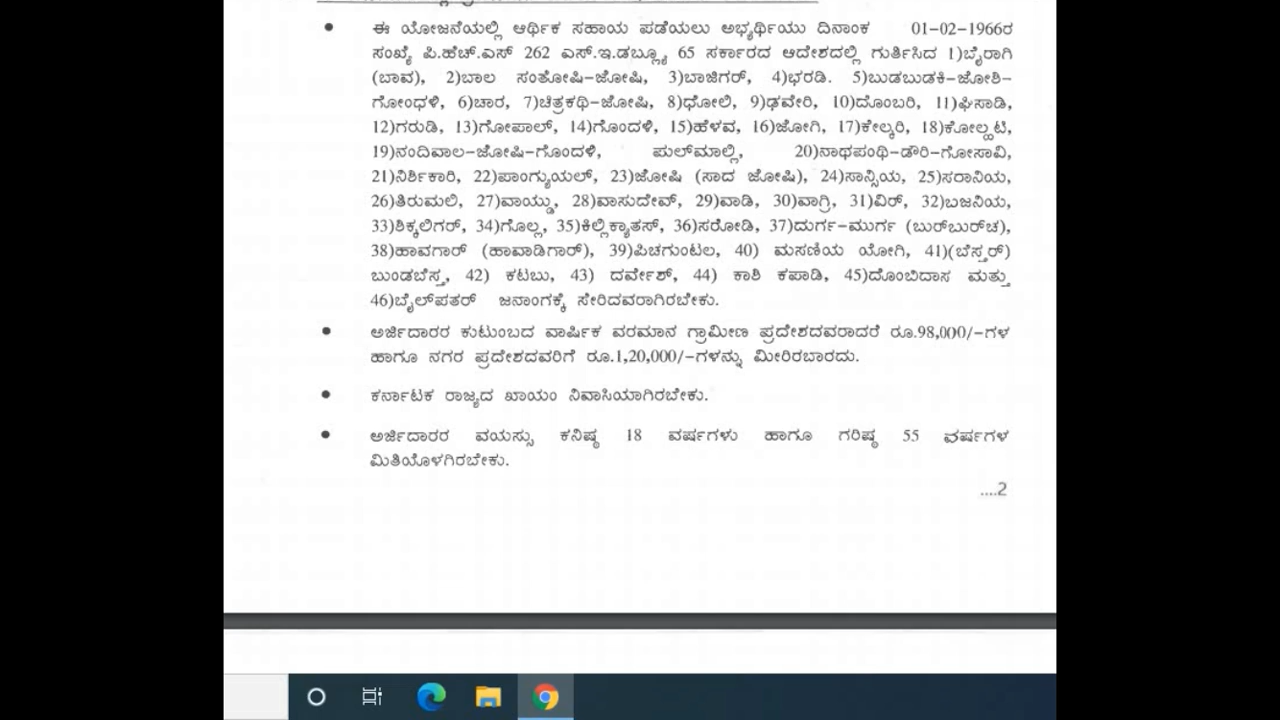 • ಈ ಯೋಜನೆಯಲ್ಲಿ ಆರ್ಥಿಕ ಸಹಾಯ ಪಡೆಯಲು ಅಭ್ಯರ್ಥಿಯು ದಿನಾಂಕ 01-02-1966ರ
ಸಂಖ್ಯೆ ಪಿ.ಹೆಚ್.ಎಸ್ 262 ಎಸ್.ಇ.ಡಬ್ಲ್ಯೂ 65 ಸರ್ಕಾರದ ಆದೇಶದಲ್ಲಿ ಗುರ್ತಿಸಿದ 1)ಬೈರಾಗಿ
(ಬಾವ), 2)ಬಾಲ ಸಂತೋಷಿ-ಜೋಷಿ, 3)ಬಾಜಿಗರ್, 4)ಭರಡಿ. 5)ಬುಡಬುಡಕಿ-ಜೋಶಿ-
ಗೋಂಧಳಿ, 6)ಚಾರ, 7)ಚಿತ್ರಕಥಿ-ಜೋಷಿ, 8)ಧೋಲಿ, 9)ಢವೇರಿ, 10)ದೊಂಬರಿ, 11)ಘಿಸಾಡಿ,
12)ಗರುಡಿ, 13)ಗೋಪಾಲ್, 14)ಗೊಂದಳಿ, 15)ಹೆಳವ, 16)ಜೋಗಿ, 17)ಕೇಲ್ಕರಿ, 18)ಕೋಲ್ಹಟಿ,
19)ನಂದಿವಾಲ-ಜೋಷಿ-ಗೊಂದಳಿ, ಪುಲ್‌ಮಾಲ್ಲಿ, 20)ನಾಥಪಂಥಿ-ಡೌರಿ-ಗೋಸಾವಿ,
21)ನಿರ್ಶಿಕಾರಿ, 22)ಪಾಂಗ್ಯುಯಲ್, 23)ಜೋಷಿ (ಸಾದ ಜೋಷಿ), 24)ಸಾನ್ಸಿಯ, 25)ಸರಾನಿಯ,
26)ತಿರುಮಲಿ, 27)ವಾಯ್ಡು, 28)ವಾಸುದೇವ್, 29)ವಾಡಿ, 30)ವಾಗ್ರಿ, 31)ವಿರ್, 32)ಬಜನಿಯ,
33)ಶಿಕ್ಕಲಿಗರ್, 34)ಗೊಲ್ಲ, 35)ಕಿಲ್ಲಿಕ್ಯಾತಸ್, 36)ಸರೋಡಿ, 37)ದುರ್ಗ-ಮುರ್ಗ (ಬುರ್‌ಬುರ್‌ಚ),
38)ಹಾವಗಾರ್ (ಹಾವಾಡಿಗಾರ್), 39)ಪಿಚಗುಂಟಲ, 40) ಮಸಣಿಯ ಯೋಗಿ, 41)(ಬೆಸ್ತರ್)
ಬುಂಡಬೆಸ್ತ, 42) ಕಟಬು, 43) ದರ್ವೇಶ್, 44) ಕಾಶಿ ಕಪಾಡಿ, 45)ದೊಂಬಿದಾಸ ಮತ್ತು
46)ಬೈಲ್‌ಪತರ್ ಜನಾಂಗಕ್ಕೆ ಸೇರಿದವರಾಗಿರಬೇಕು.
• ಅರ್ಜಿದಾರರ ಕುಟುಂಬದ ವಾರ್ಷಿಕ ವರಮಾನ ಗ್ರಾಮೀಣ ಪ್ರದೇಶದವರಾದರೆ ರೂ.98,000/-ಗಳ
ಹಾಗೂ ನಗರ ಪ್ರದೇಶದವರಿಗೆ ರೂ.1,20,000/-ಗಳನ್ನು ಮೀರಿರಬಾರದು.
• ಕರ್ನಾಟಕ ರಾಜ್ಯದ ಖಾಯಂ ನಿವಾಸಿಯಾಗಿರಬೇಕು.
• ಅರ್ಜಿದಾರರ ವಯಸ್ಸು ಕನಿಷ್ಠ 18 ವರ್ಷಗಳು ಹಾಗೂ ಗರಿಷ್ಠ 55 ವರ್ಷಗಳ
ಮಿತಿಯೊಳಗಿರಬೇಕು.
....2